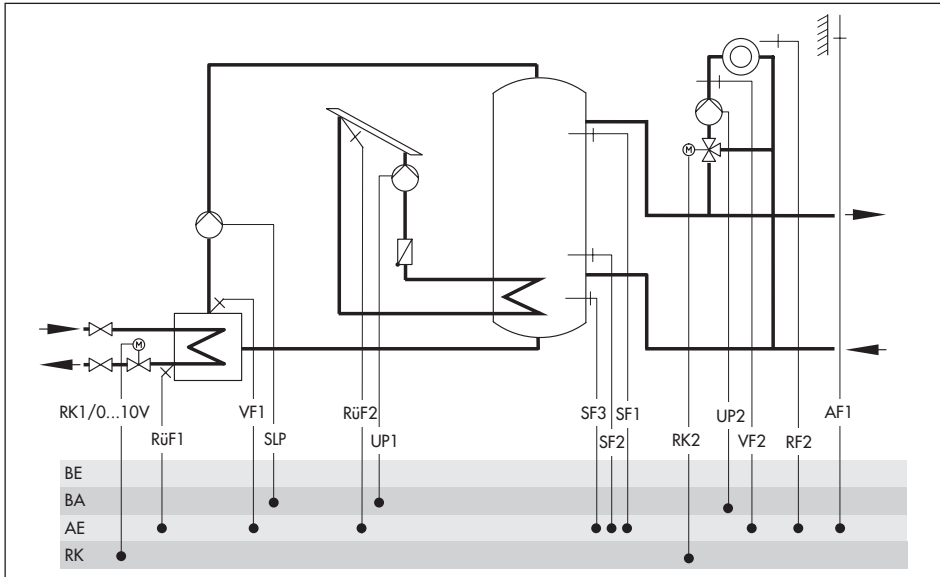 M
M
RK1/0...10V
VF1
RüF2
SF3
SF1
UP2
AF1
RüF1
SLP
UP1
SF2
RK2
VF2
RF2
BE
BA
AE
RK